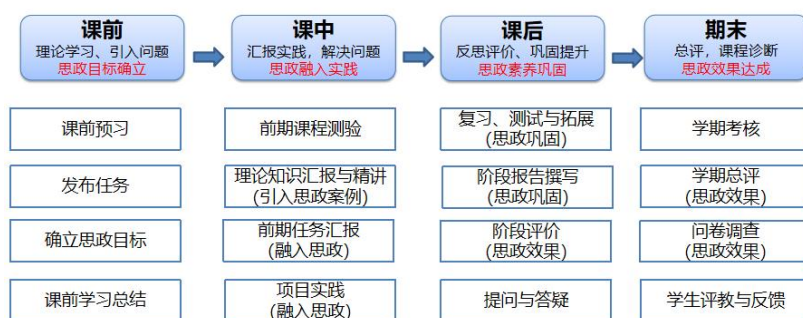 课前
理论学习、引入问题
思政目标确立
课中
汇报实践，解决问题
思政融入实践
课后
反思评价、巩固提升
思政素养巩固
期末
总评，课程诊断
思政效果达成
课前预习
前期课程测验
复习、测试与拓展
(思政巩固)
学期考核
发布任务
理论知识汇报与精讲
(引入思政案例)
阶段报告撰写
(思政巩固)
学期总评
(思政效果)
确立思政目标
前期任务汇报
(融入思政)
阶段评价
(思政效果)
问卷调查
(思政效果)
课前学习总结
项目实践
(融入思政)
提问与答疑
学生评教与反馈